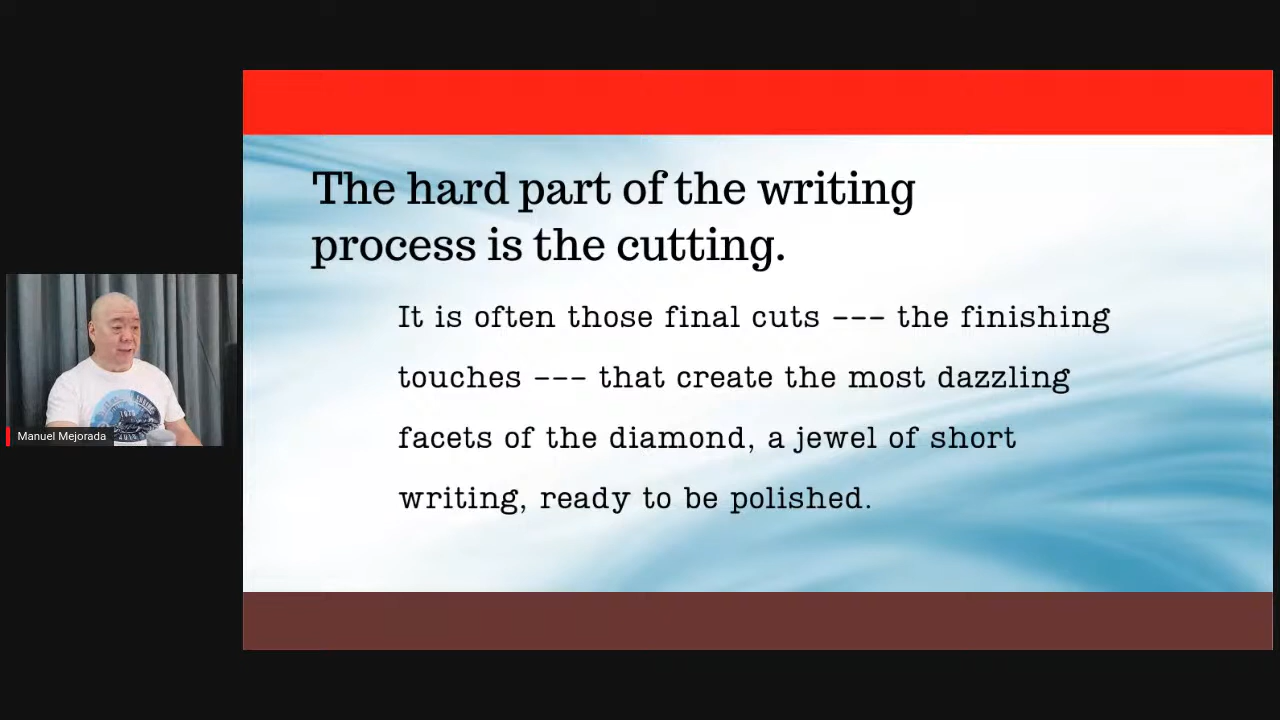 The hard part of the writing
process is the cutting.
It is often those final cuts --- the finishing
touches --- that create the most dazzling
facets of the diamond, a jewel of short
writing, ready to be polished.
Manuel Mejorada